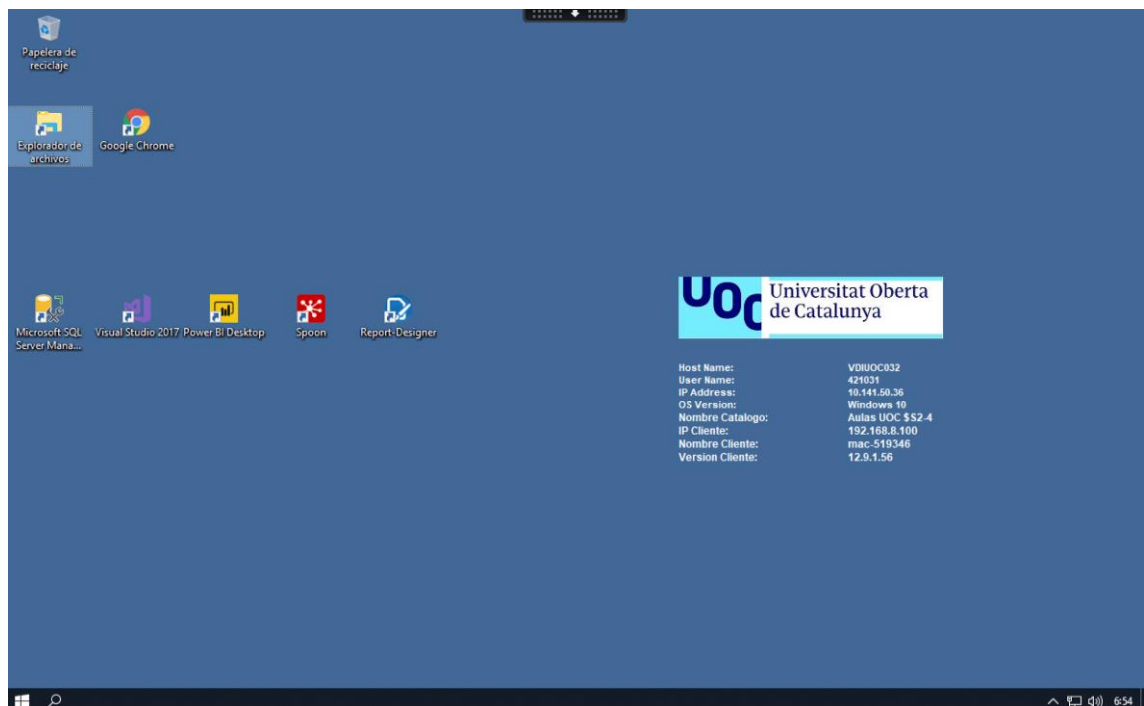 Papelera de
reciclaje
Explorador de
archivos
Google Chrome
Microsoft SQL
Server Mana...
Visual Studio 2017
Power BI Desktop
Spoon
Report-Designer
UOC
Universitat Oberta
de Catalunya
Host Name: VDIUOC032
User Name: 421031
IP Address: 10.141.50.36
OS Version: Windows 10
Nombre Catalogo: Aulas UOC $S2-4
IP Cliente: 192.168.8.100
Nombre Cliente: mac-519346
Version Cliente: 12.9.1.56
6:54